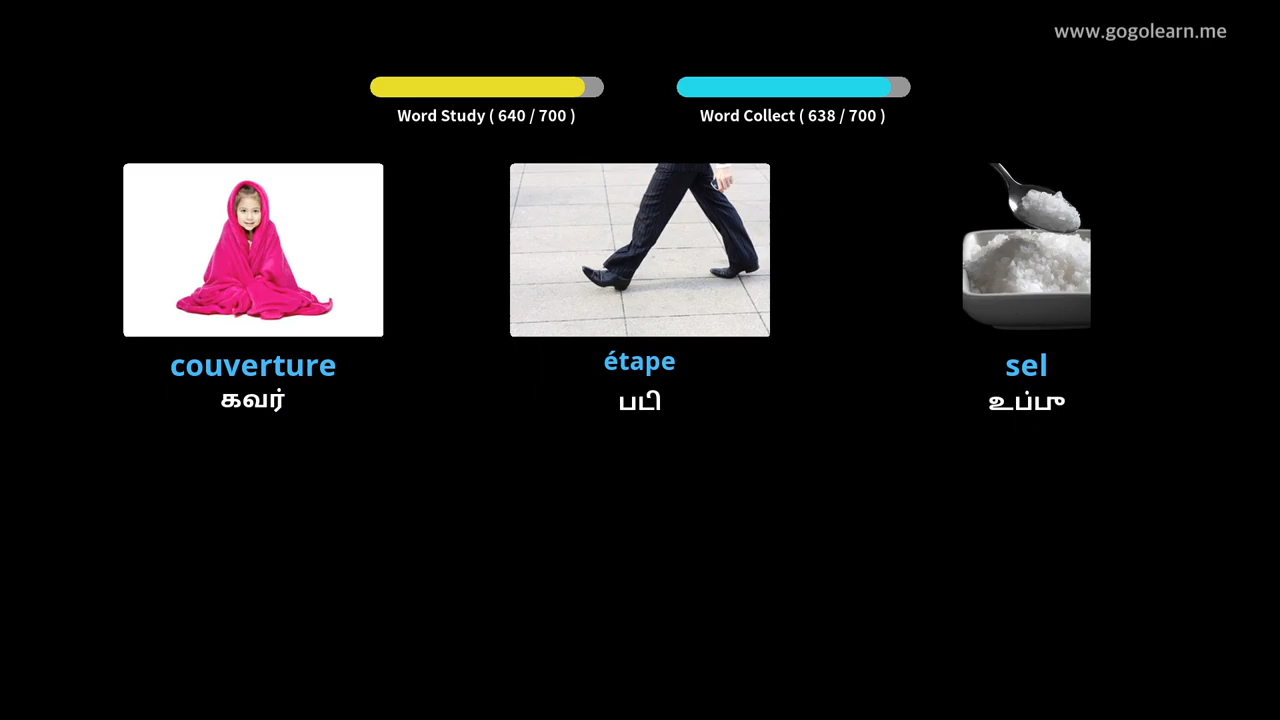 www.gogolearn.me
Word Study ( 640 / 700 )
Word Collect ( 638 / 700 )
couverture
étape
sel
கவர்
படி
உப்பு